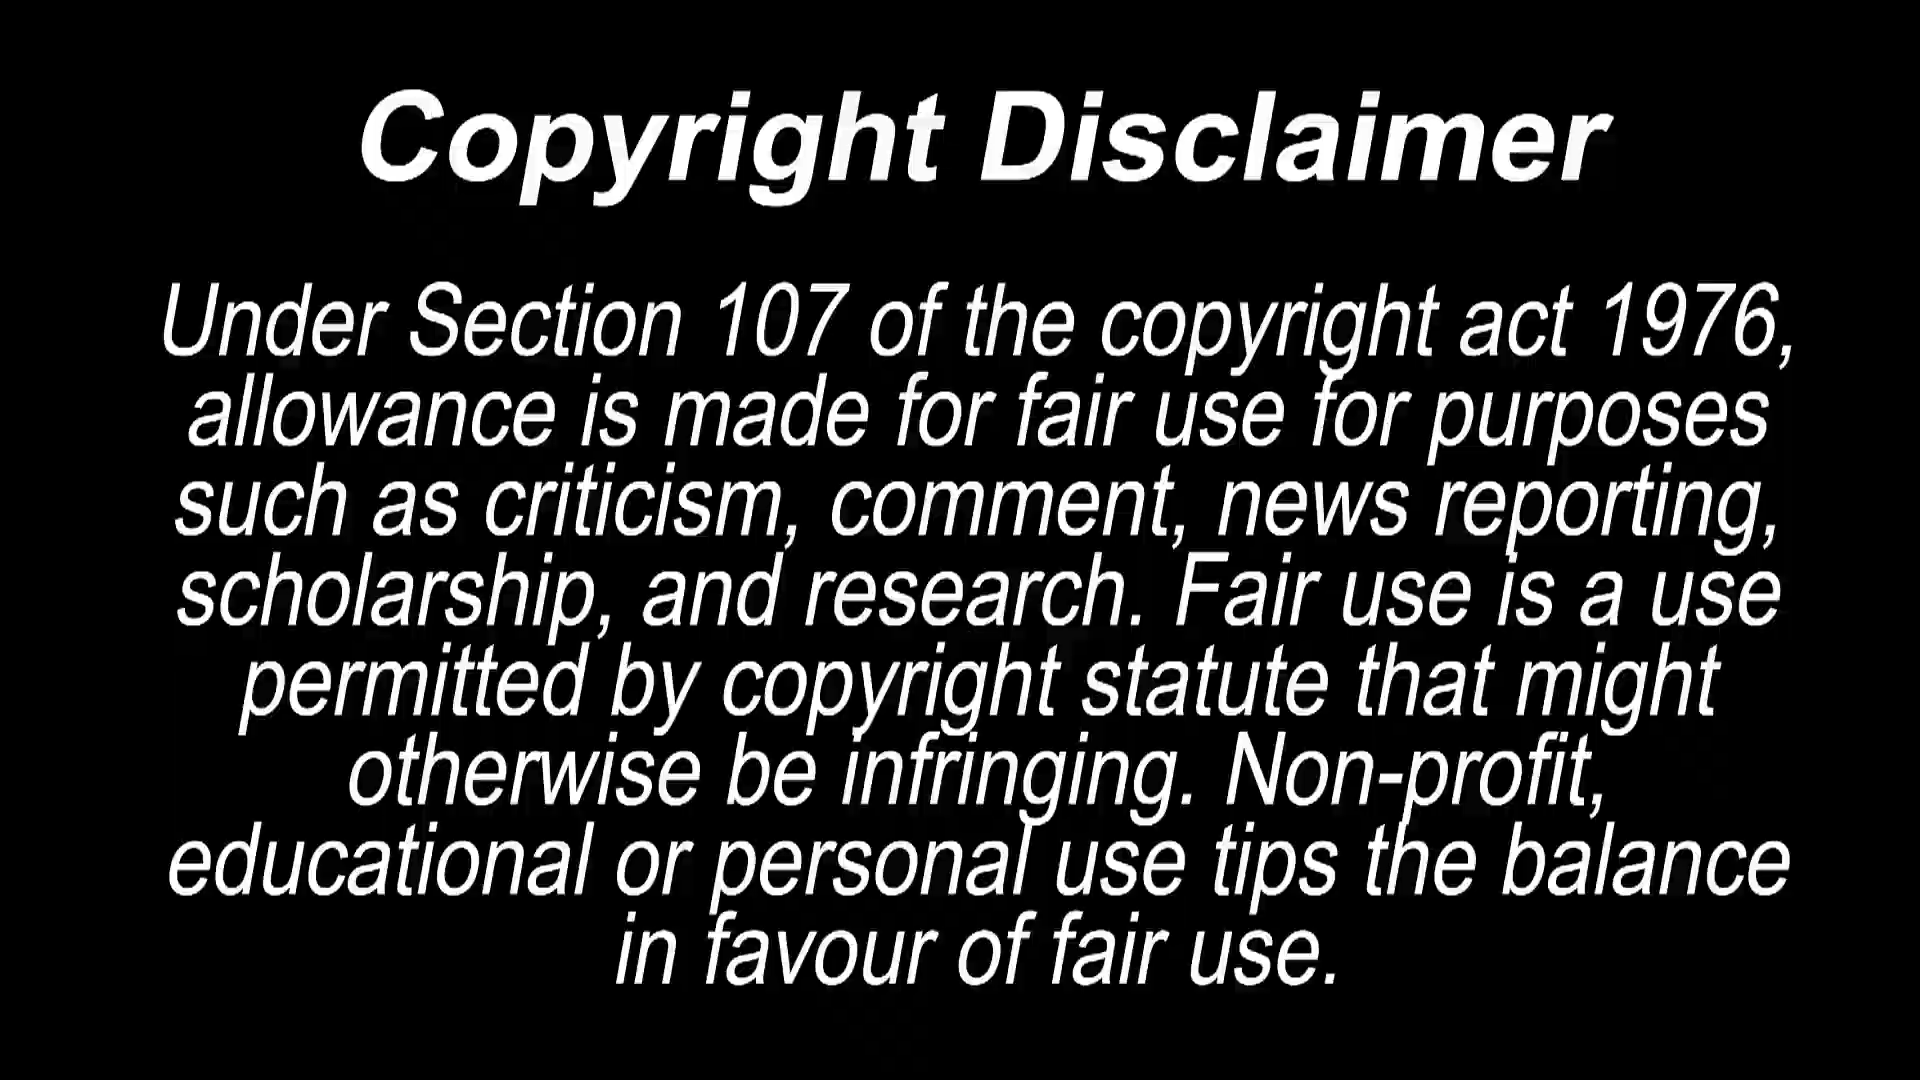 Copyright Disclaimer
Under Section 107 of the copyright act 1976,
allowance is made for fair use for purposes
such as criticism, comment, news reporting,
scholarship, and research. Fair use is a use
permitted by copyright statute that might
otherwise be infringing. Non-profit,
educational or personal use tips the balance
in favour of fair use.